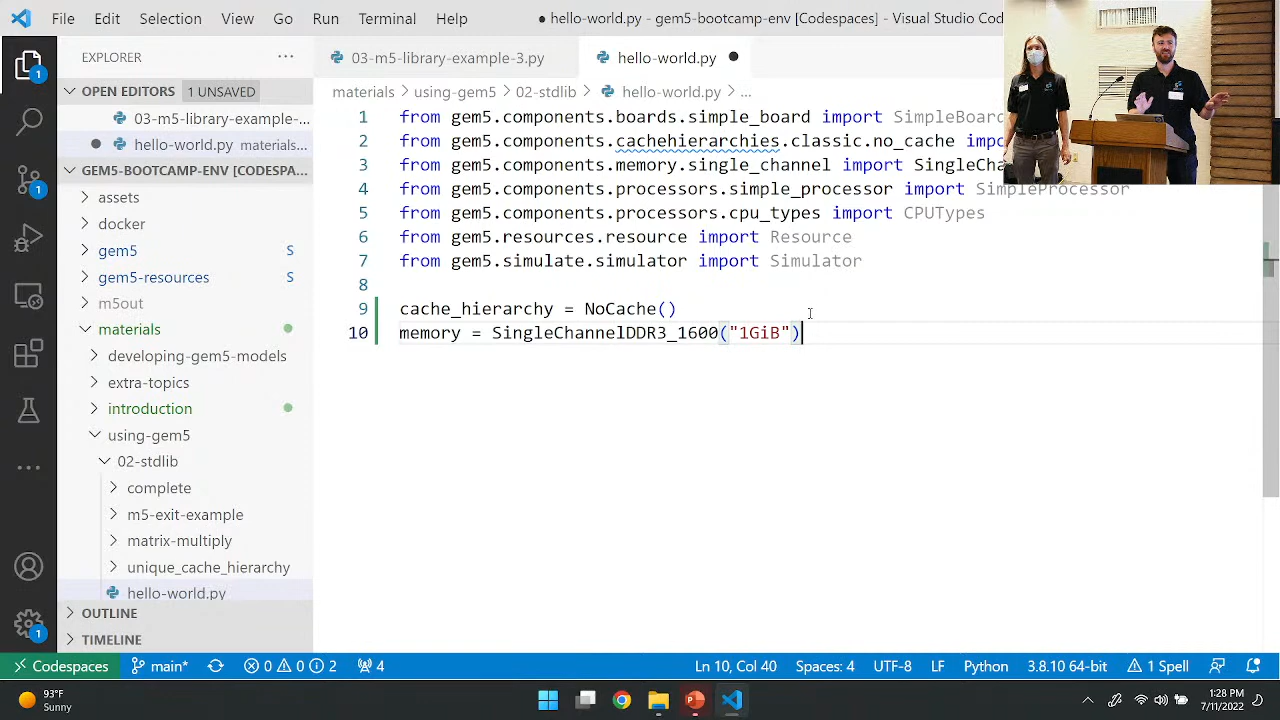 File Edit Selection View Go Run Terminal Help
● hello-world.py - gem5-bootcamp-env [Codespaces] - Visual Studio
EXPLORER
03-m5-library-example-3.py
hello-world.py ●
OPEN EDITORS 1 UNSAVED
03-m5-library-example-...
hello-world.py materials...
GEM5-BOOTCAMP-ENV [CODESPA...
assets
docker
gem5 S
gem5-resources S
m5out
materials
developing-gem5-models
extra-topics
introduction
using-gem5
02-stdlib
complete
m5-exit-example
matrix-multiply
unique_cache_hierarchy
hello-world.py
OUTLINE
TIMELINE
materials > using-gem5 > 02-stdlib > hello-world.py > ...
1 from gem5.components.boards.simple_board import SimpleBoard
2 from gem5.components.cachehierarchies.classic.no_cache impo
3 from gem5.components.memory.single_channel import SingleCha
4 from gem5.components.processors.simple_processor import SimpleProcessor
5 from gem5.components.processors.cpu_types import CPUTypes
6 from gem5.resources.resource import Resource
7 from gem5.simulate.simulator import Simulator
8
9 cache_hierarchy = NoCache()
10 memory = SingleChannelDDR3_1600("1GiB")
1
1
1
Codespaces main* 0 0 2 4 Ln 10, Col 40 Spaces: 4 UTF-8 LF Python 3.8.10 64-bit 1 Spell
93°F
Sunny
1:28 PM
7/11/2022